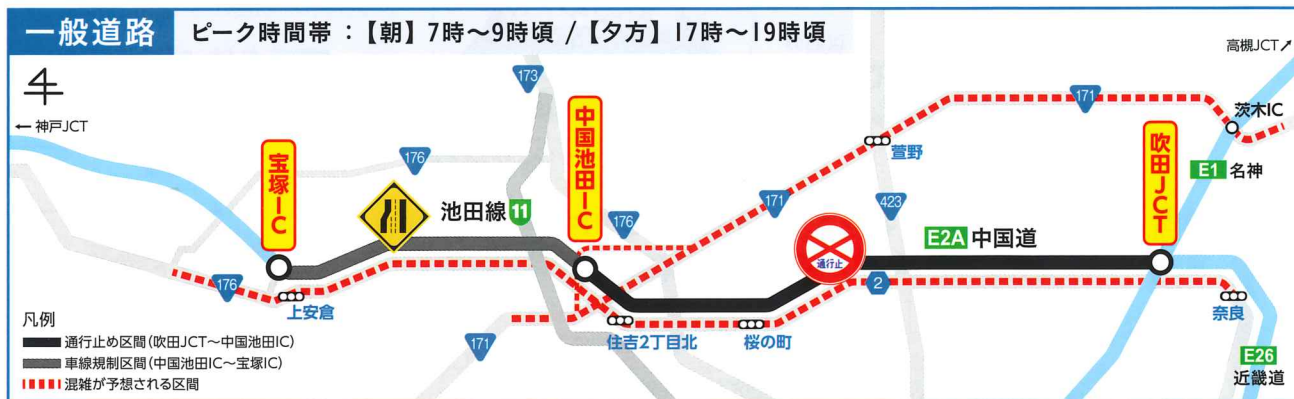 一般道路 ピーク時間帯：【朝】7時〜9時頃 /【夕方】17時〜19時頃
高槻JCT↗
← 神戸JCT
173
171
茨木IC
宝塚IC
176
中国池田IC
萱野
吹田JCT
E1 名神
池田線 11
176
171
423
通行止
E2A 中国道
176
上安倉
2
奈良
凡例
通行止め区間(吹田JCT〜中国池田IC)
車線規制区間(中国池田IC〜宝塚IC)
混雑が予想される区間
171
住吉2丁目北
桜の町
E26
近畿道